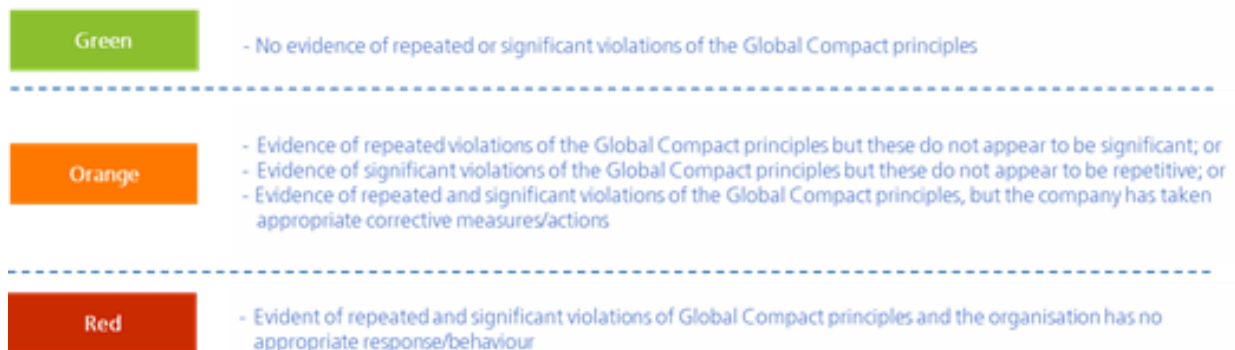 Green
- No evidence of repeated or significant violations of the Global Compact principles
- Evidence of repeated violations of the Global Compact principles but these do not appear to be significant; or
Orange
- Evidence of significant violations of the Global Compact principles but these do not appear to be repetitive; or
- Evidence of repeated and significant violations of the Global Compact principles, but the company has taken
appropriate corrective measures/actions
Red
- Evident of repeated and significant violations of Global Compact principles and the organisation has no
appropriate response/behaviour